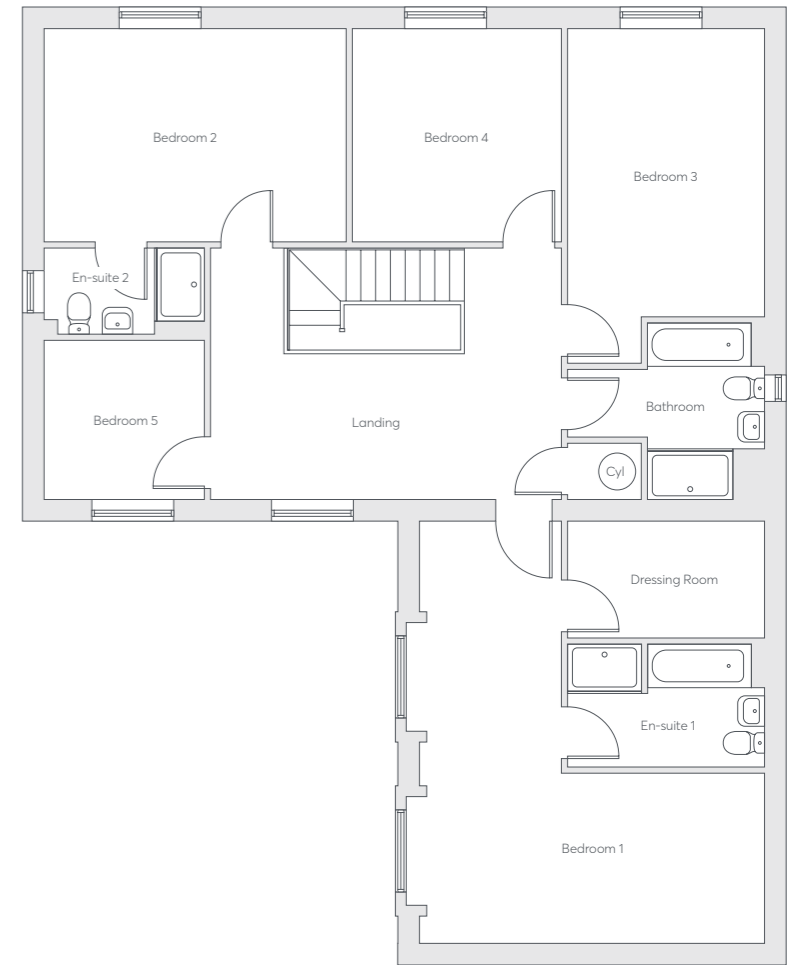 Bedroom 2
Bedroom 4
Bedroom 3
En-suite 2
Bedroom 5
Landing
Bathroom
Cyl
Dressing Room
En-suite 1
Bedroom 1